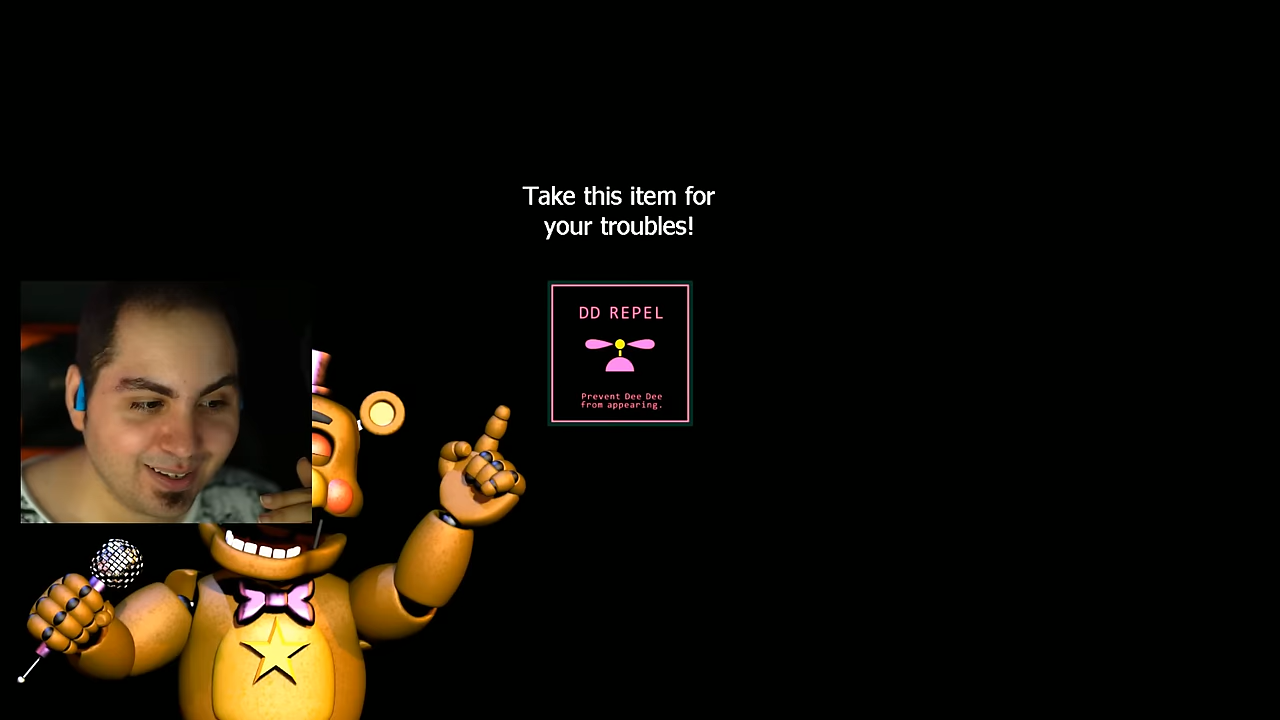 Take this item for
your troubles!
DD REPEL
Prevent Dee Dee
from appearing.